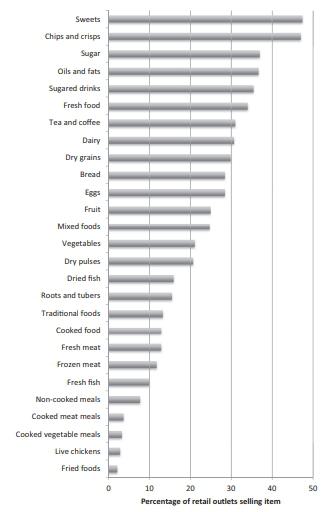 Sweets
Chips and crisps
Sugar
Oils and fats
Sugared drinks
Fresh food
Tea and coffee
Dairy
Dry grains
Bread
Eggs
Fruit
Mixed foods
Vegetables
Dry pulses
Dried fish
Roots and tubers
Traditional foods
Cooked food
Fresh meat
Frozen meat
Fresh fish
Non-cooked meals
Cooked meat meals
Cooked vegetable meals
Live chickens
Fried foods
0 10 20 30 40 50
Percentage of retail outlets selling item